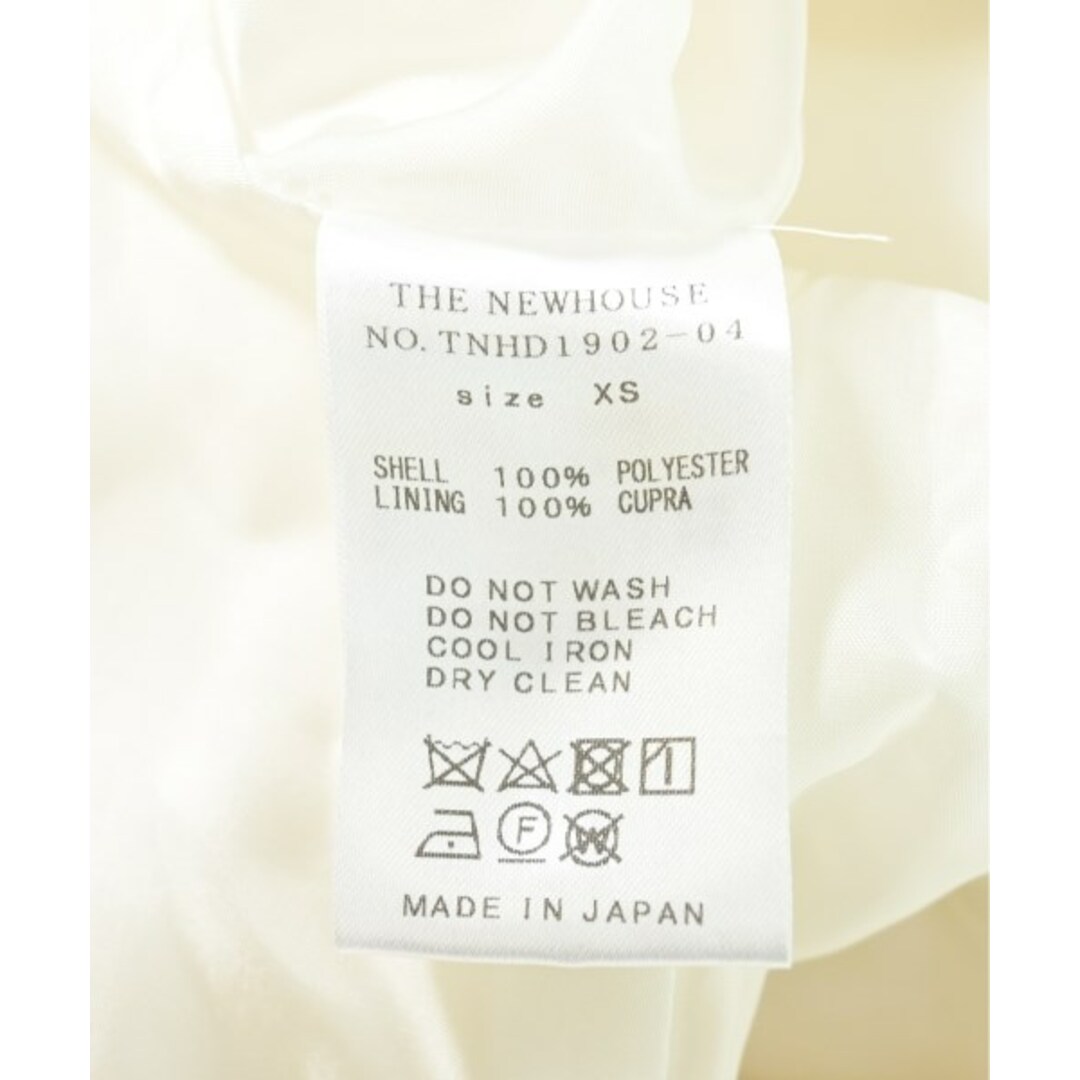 THE NEWHOUSE
NO. TNHD1902-04
size XS
SHELL 100% POLYESTER
LINING 100% CUPRA
DO NOT WASH
DO NOT BLEACH
COOL IRON
DRY CLEAN
F W
MADE IN JAPAN